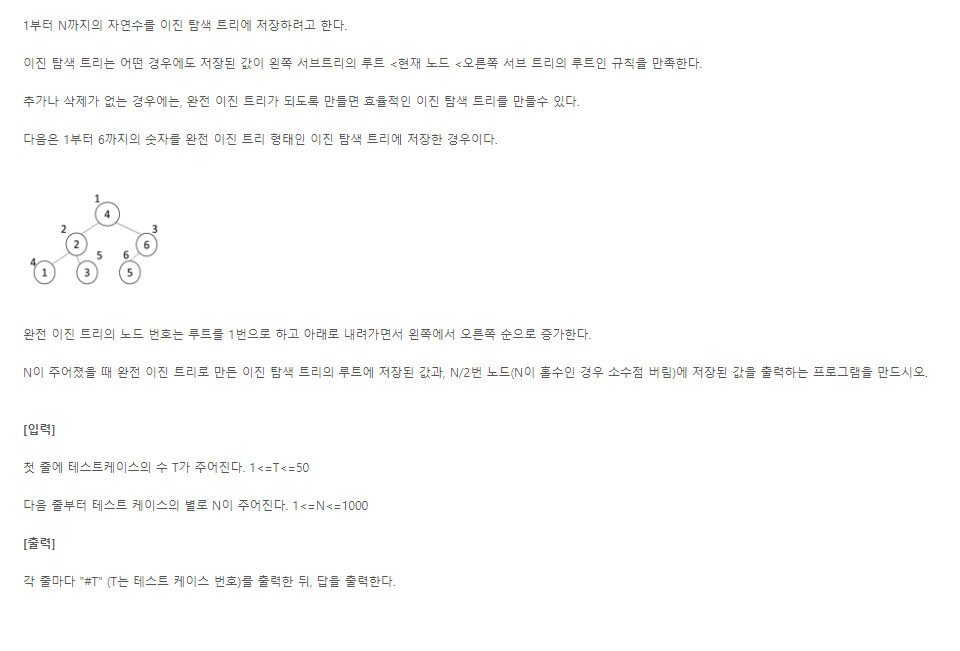 1부터 N까지의 자연수를 이진 탐색 트리에 저장하려고 한다.
이진 탐색 트리는 어떤 경우에도 저장된 값이 왼쪽 서브트리의 루트 <현재 노드 <오른쪽 서브 트리의 루트인 규칙을 만족한다.
추가나 삭제가 없는 경우에는, 완전 이진 트리가 되도록 만들면 효율적인 이진 탐색 트리를 만들수 있다.
다음은 1부터 6까지의 숫자를 완전 이진 트리 형태인 이진 탐색 트리에 저장한 경우이다.
1
4
2
3
2
6
4
5
6
1
3
5
완전 이진 트리의 노드 번호는 루트를 1번으로 하고 아래로 내려가면서 왼쪽에서 오른쪽 순으로 증가한다.
N이 주어졌을 때 완전 이진 트리로 만든 이진 탐색 트리의 루트에 저장된 값과, N/2번 노드(N이 홀수인 경우 소수점 버림)에 저장된 값을 출력하는 프로그램을 만드시오.
[입력]
첫 줄에 테스트케이스의 수 T가 주어진다. 1<=T<=50
다음 줄부터 테스트 케이스의 별로 N이 주어진다. 1<=N<=1000
[출력]
각 줄마다 "#T" (T는 테스트 케이스 번호)를 출력한 뒤, 답을 출력한다.